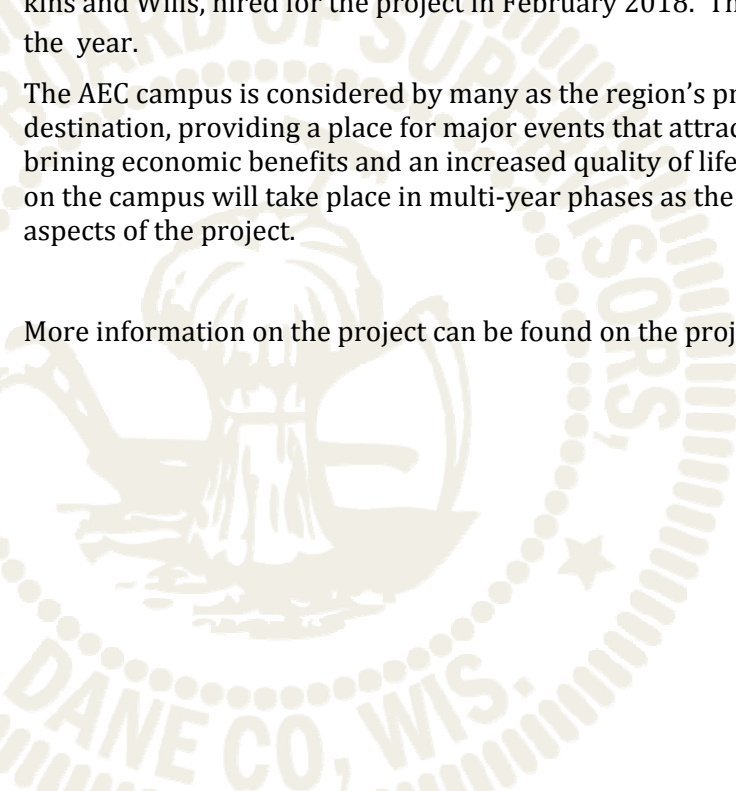 kins and Wills, hired for the project in February 2018. Th
the year.
The AEC campus is considered by many as the region's pr
destination, providing a place for major events that attrac
brining economic benefits and an increased quality of life
on the campus will take place in multi-year phases as the
aspects of the project.
More information on the project can be found on the proj
BOARD OF SUPERVISORS,
DANE CO, WIS.